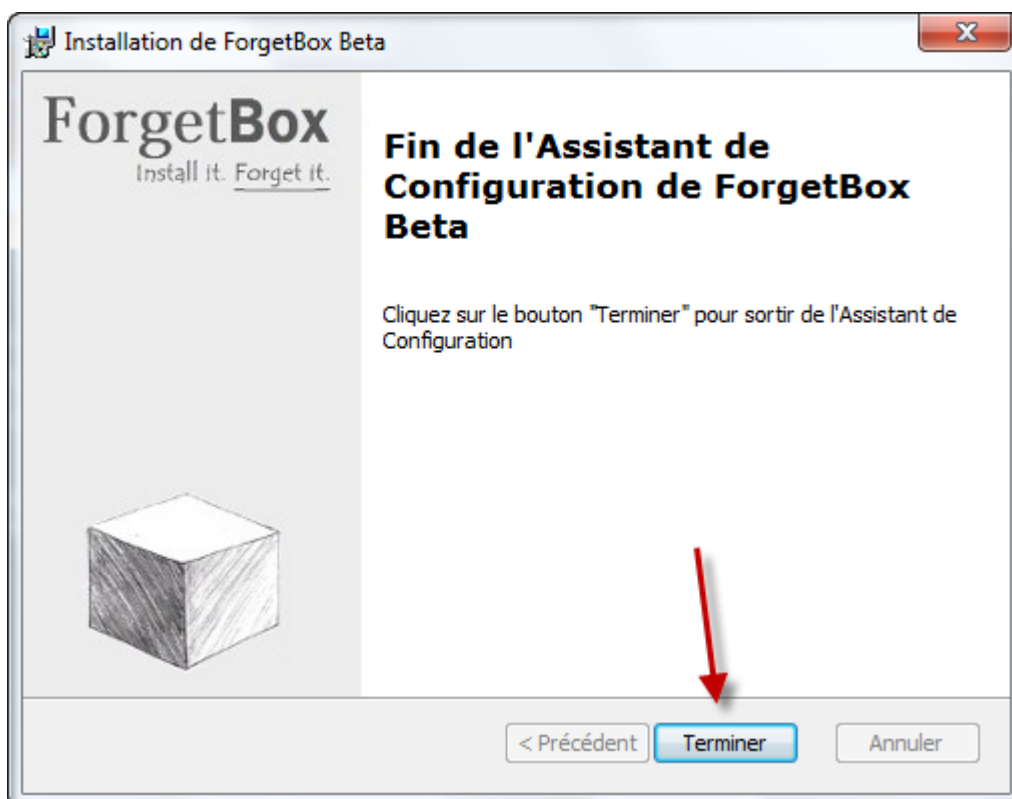 Installation de ForgetBox Beta
ForgetBox
Install it. Forget it.
Fin de l'Assistant de
Configuration de ForgetBox
Beta
Cliquez sur le bouton "Terminer" pour sortir de l'Assistant de
Configuration
< Précédent
Terminer
Annuler